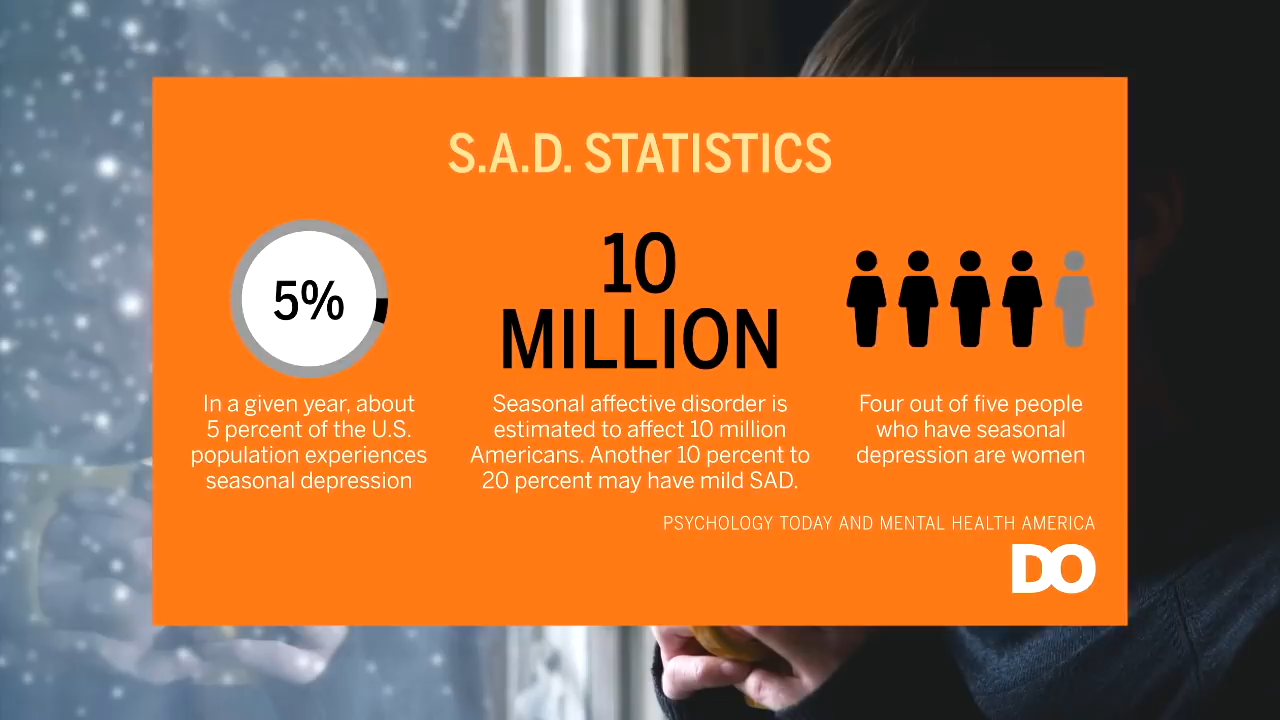 S.A.D. STATISTICS
5%
In a given year, about
5 percent of the U.S.
population experiences
seasonal depression
10
MILLION
Seasonal affective disorder is
estimated to affect 10 million
Americans. Another 10 percent to
20 percent may have mild SAD.
Four out of five people
who have seasonal
depression are women
PSYCHOLOGY TODAY AND MENTAL HEALTH AMERICA
DO